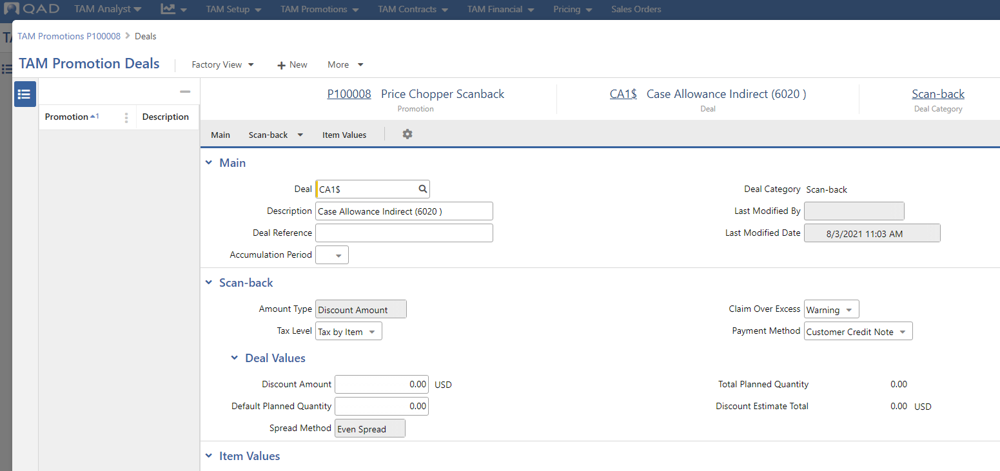 QAD TAM Analyst TAM Setup TAM Promotions TAM Contracts TAM Financial Pricing Sales Orders
TAM Promotions P100008 > Deals
TAM Promotion Deals Factory View + New More
P100008 Price Chopper Scanback CA1$ Case Allowance Indirect (6020 ) Scan-back
Promotion Deal Deal Category
Promotion 1 Description
Main Scan-back Item Values
Main
Deal CA1$ Deal Category Scan-back
Description Case Allowance Indirect (6020 ) Last Modified By
Deal Reference Last Modified Date 8/3/2021 11:03 AM
Accumulation Period
Scan-back
Amount Type Discount Amount Claim Over Excess Warning
Tax Level Tax by Item Payment Method Customer Credit Note
Deal Values
Discount Amount 0.00 USD Total Planned Quantity 0.00
Default Planned Quantity 0.00 Discount Estimate Total 0.00 USD
Spread Method Even Spread
Item Values